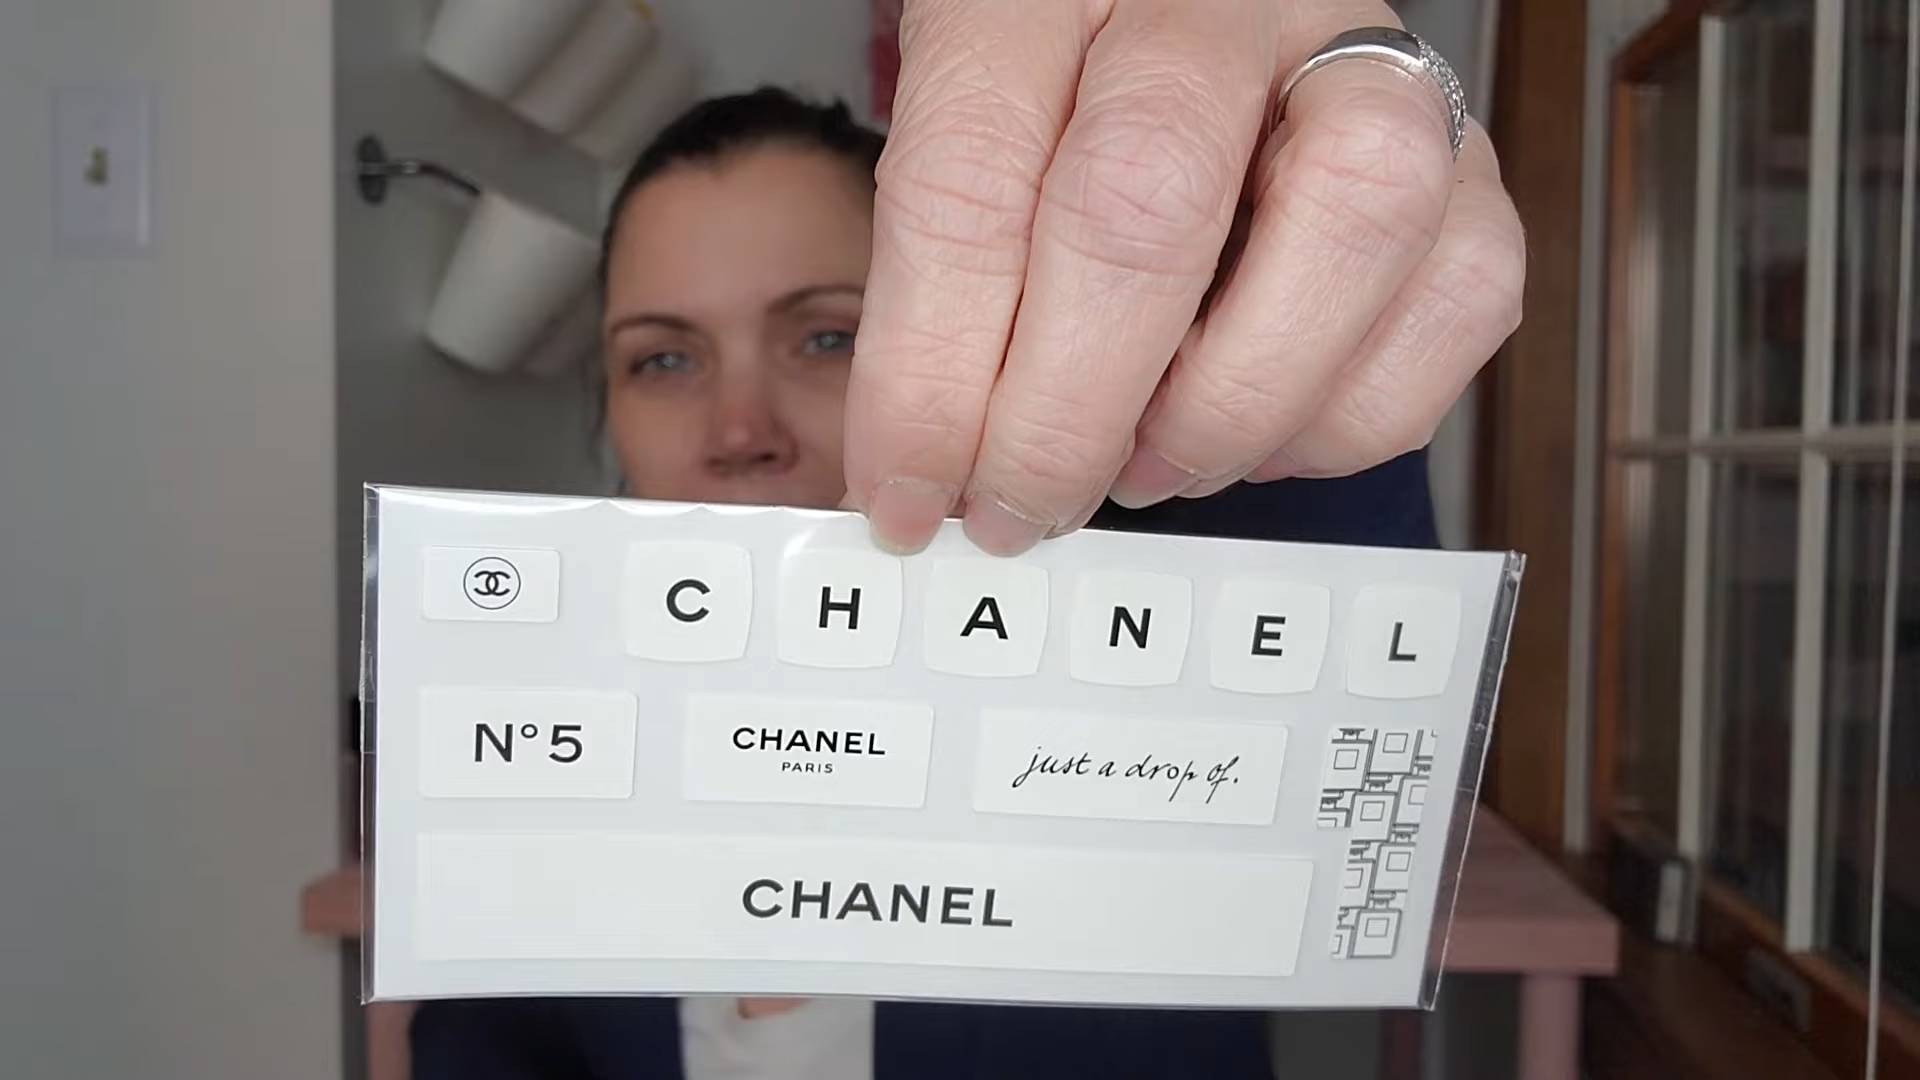 C H A N E L
N°5
CHANEL
PARIS
just a drop of.
CHANEL